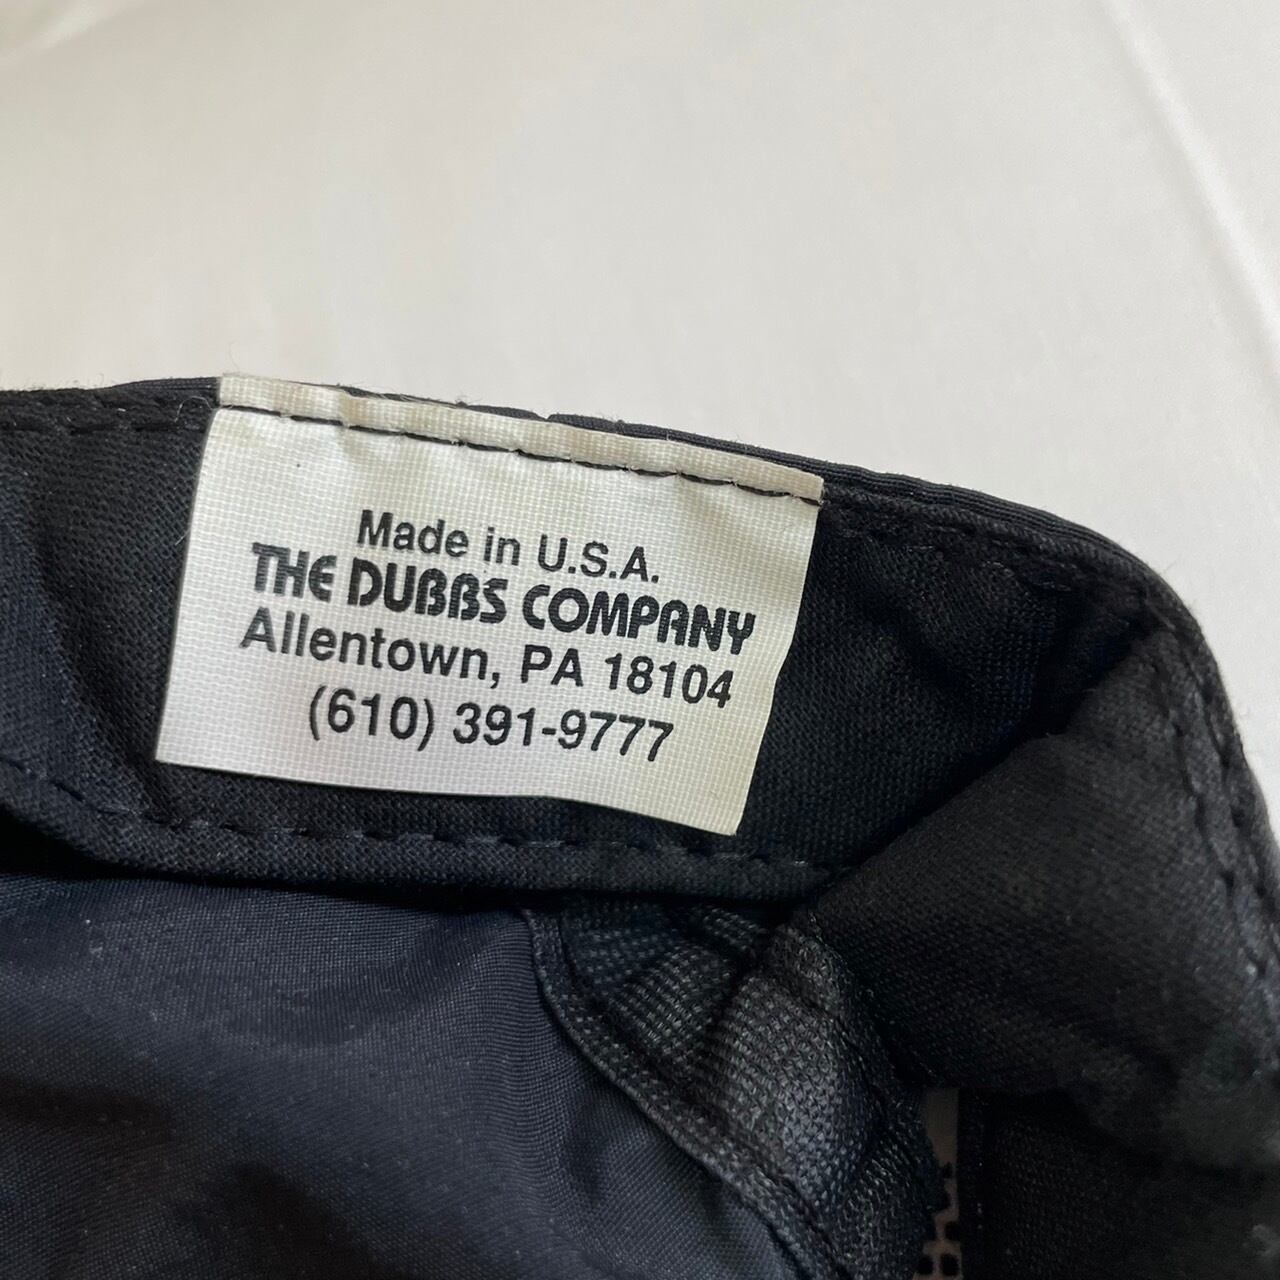 Made in U.S.A.
THE DUBBS COMPANY
Allentown, PA 18104
(610) 391-9777